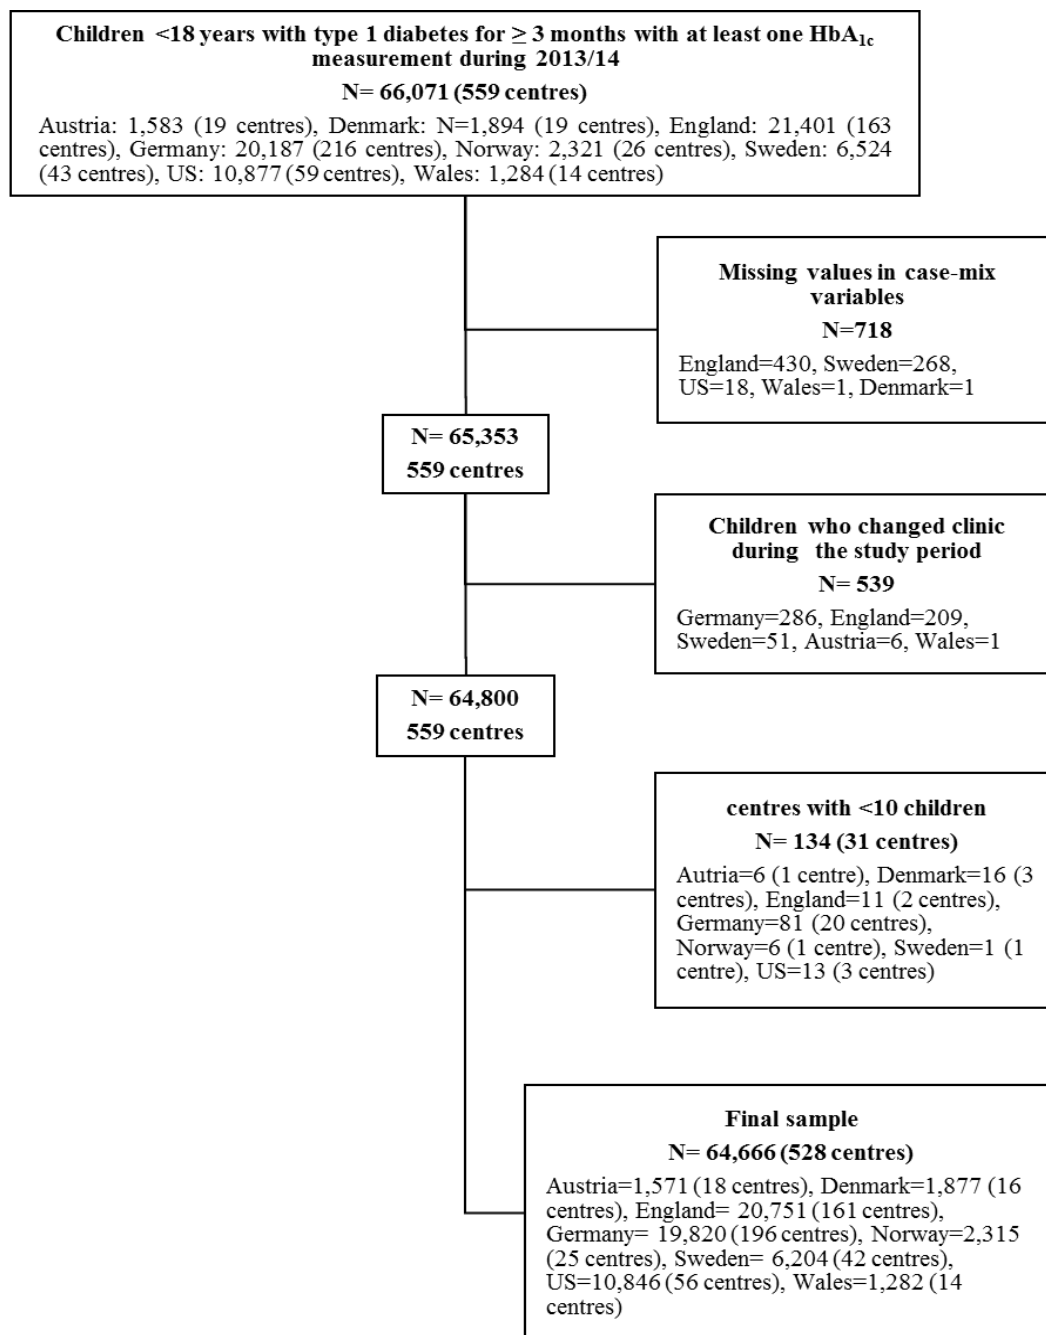 Children <18 years with type 1 diabetes for ≥ 3 months with at least one HbA1c
measurement during 2013/14
N= 66,071 (559 centres)
Austria: 1,583 (19 centres), Denmark: N=1,894 (19 centres), England: 21,401 (163
centres), Germany: 20,187 (216 centres), Norway: 2,321 (26 centres), Sweden: 6,524
(43 centres), US: 10,877 (59 centres), Wales: 1,284 (14 centres)
Missing values in case-mix
variables
N=718
England=430, Sweden=268,
US=18, Wales=1, Denmark=1
N= 65,353
559 centres
Children who changed clinic
during the study period
N= 539
Germany=286, England=209,
Sweden=51, Austria=6, Wales=1
N= 64,800
559 centres
centres with <10 children
N= 134 (31 centres)
Autria=6 (1 centre), Denmark=16 (3
centres), England=11 (2 centres),
Germany=81 (20 centres),
Norway=6 (1 centre), Sweden=1 (1
centre), US=13 (3 centres)
Final sample
N= 64,666 (528 centres)
Austria=1,571 (18 centres), Denmark=1,877 (16
centres), England= 20,751 (161 centres),
Germany= 19,820 (196 centres), Norway=2,315
(25 centres), Sweden= 6,204 (42 centres),
US=10,846 (56 centres), Wales=1,282 (14
centres)